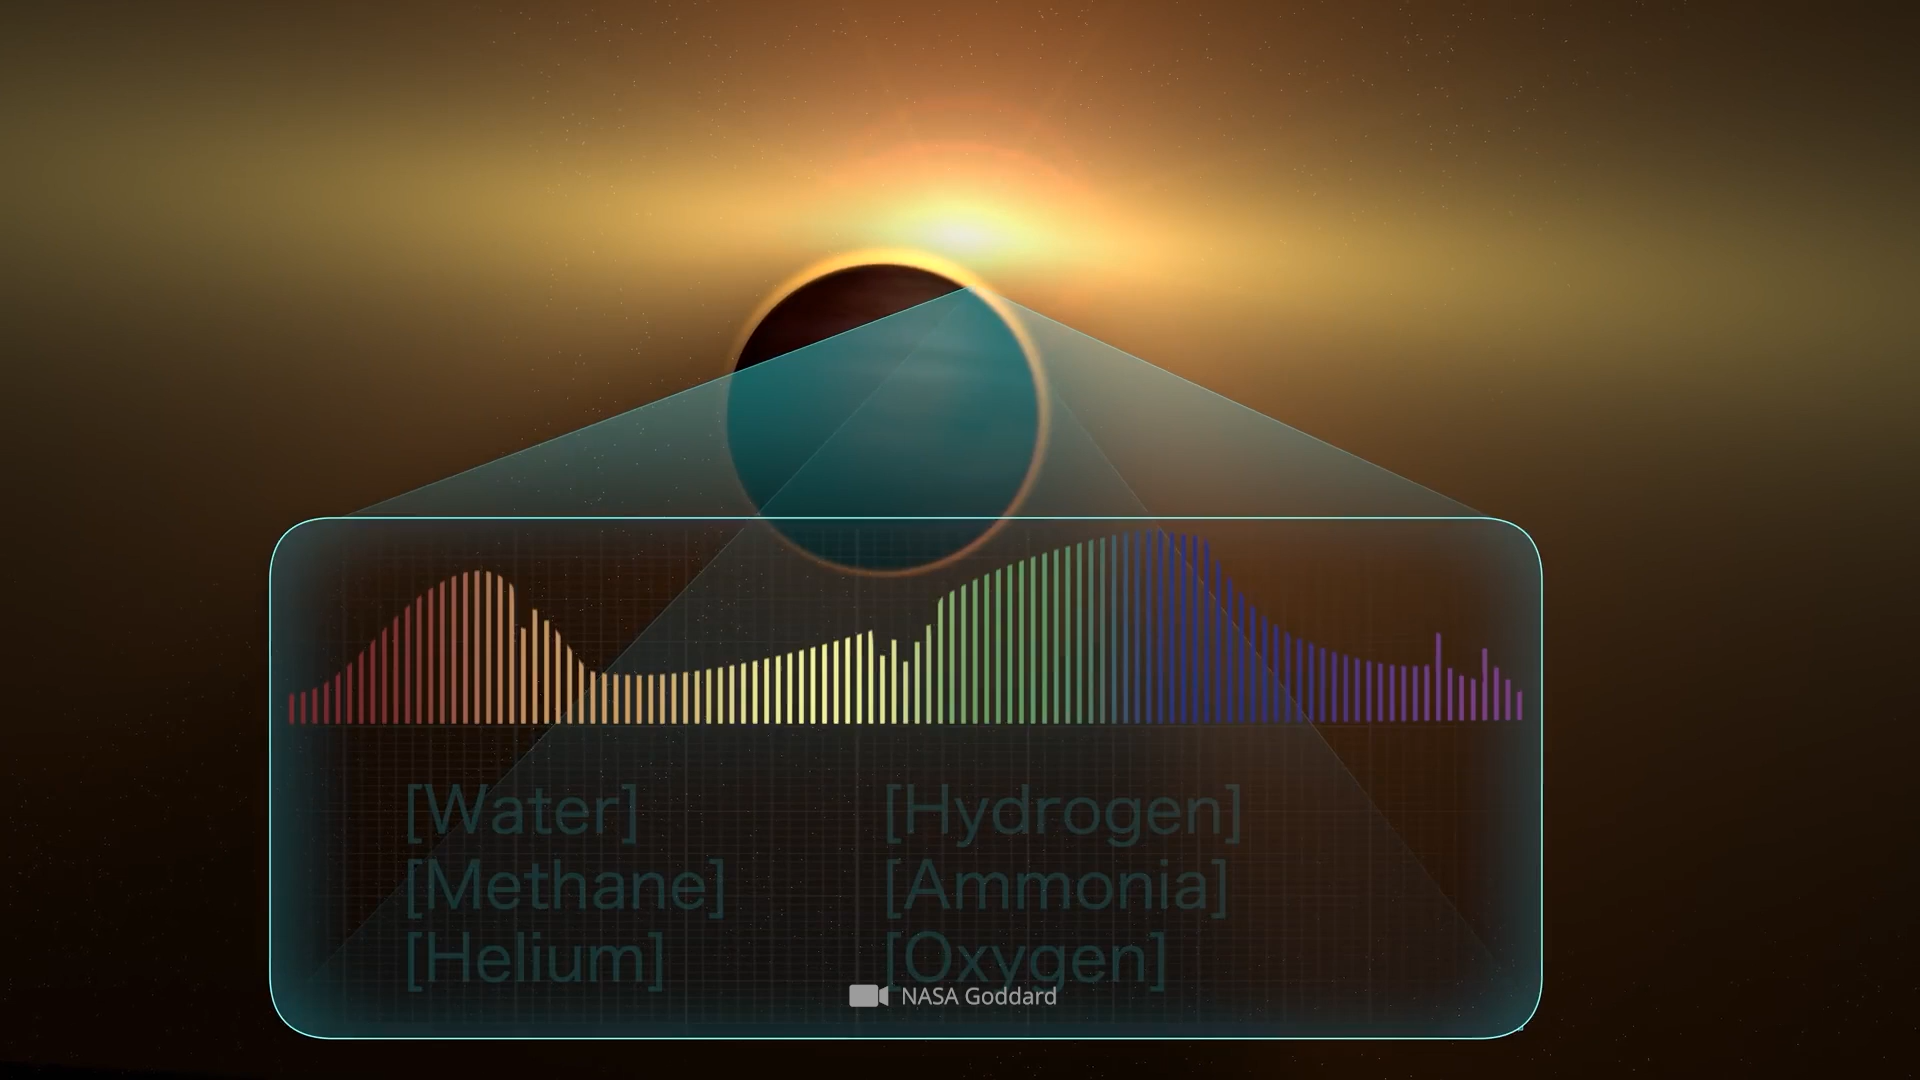 [Water]
[Methane]
[Helium]
[Hydrogen]
[Ammonia]
[Oxygen]
NASA Goddard